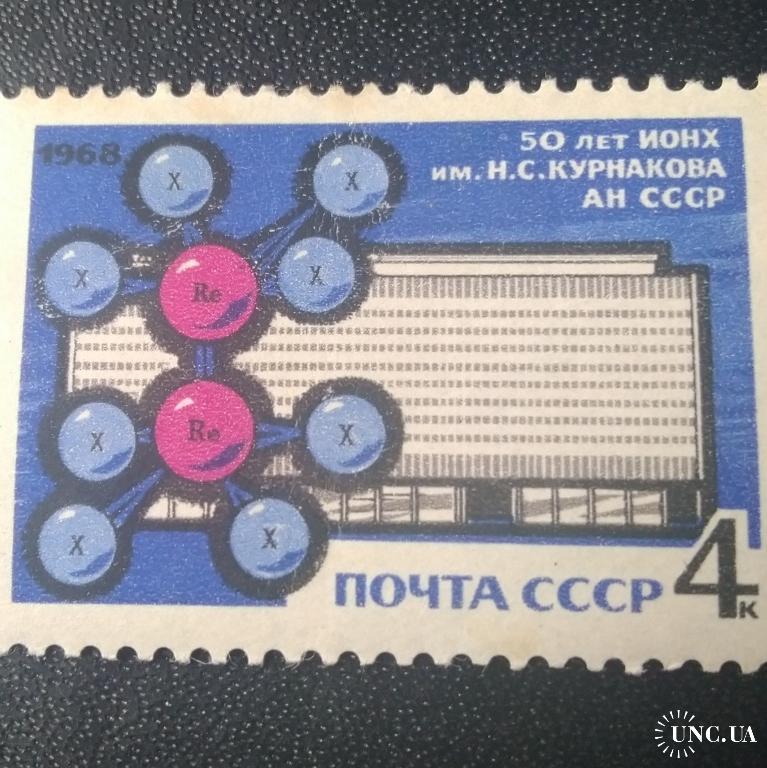 1968
50 ЛЕТ ИОНХ
им. Н.С.КУРНАКОВА
АН СССР
X
X
X
X
Re
Re
X
X
X
X
ПОЧТА СССР 4к
UNC.UA